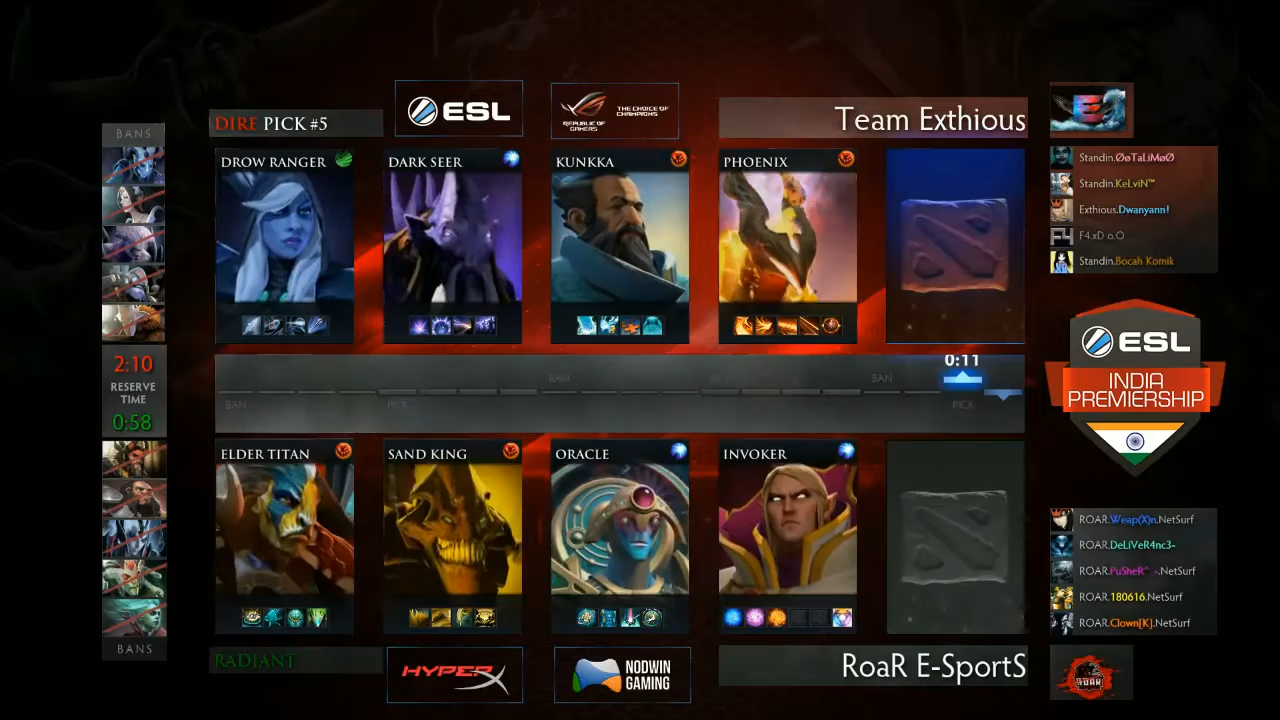 BANS
DIRE PICK #5
ESL
REPUBLIC OF
GAMERS
THE CHOICE OF
CHAMPIONS
Team Exthious
DROW RANGER
DARK SEER
KUNKKA
PHOENIX
Standin.ØøTaLiMøØ
Standin.KeLviN™
Exthious.Dwanyann!
F4.xD o.O
Standin.Bocah Komik
2:10
RESERVE
TIME
0:58
BAN
BAN
0:11
BAN
PICK
PICK
ESL
INDIA
PREMIERSHIP
ELDER TITAN
SAND KING
ORACLE
INVOKER
ROAR.Weap(X)n.NetSurf
ROAR.DeLiVeR4nc3-
ROAR.PuSheR^_-.NetSurf
ROAR.180616.NetSurf
ROAR.Clown[K].NetSurf
BANS
RADIANT
HYPERX
NODWIN
GAMING
RoaR E-SportS
ROAR